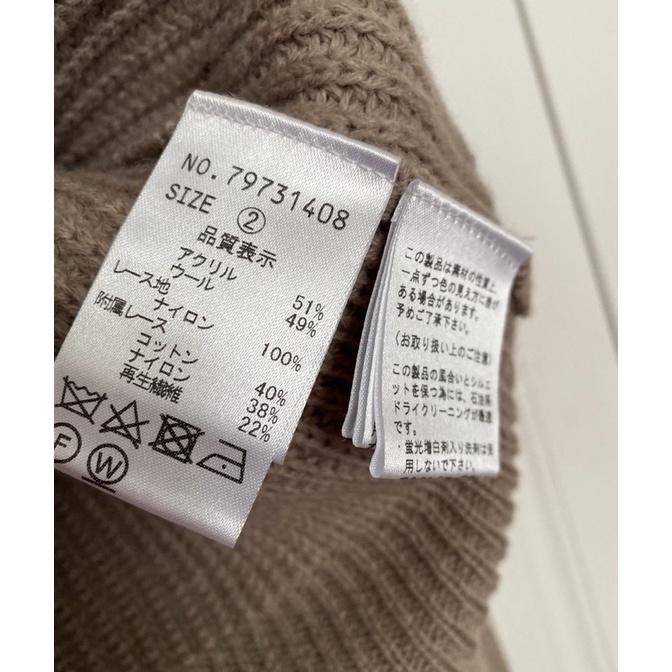 NO.79731408
SIZE ②
品質表示
アクリル 51%
ウール 49%
レース地
ナイロン 100%
附属レース
コットン 40%
ナイロン 38%
再生繊維 22%
F W
この製品は素材の性質上、
一点ずつ色の見え方に違が
ある場合があります。
予めご了承下さい。
〈お取り扱い上のご注意〉
この製品の風合いとシルエ
ットを保つ為には、石油系
ドライクリーニングが最適
です。
・蛍光増白剤入り洗剤は使
用しないで下さい。